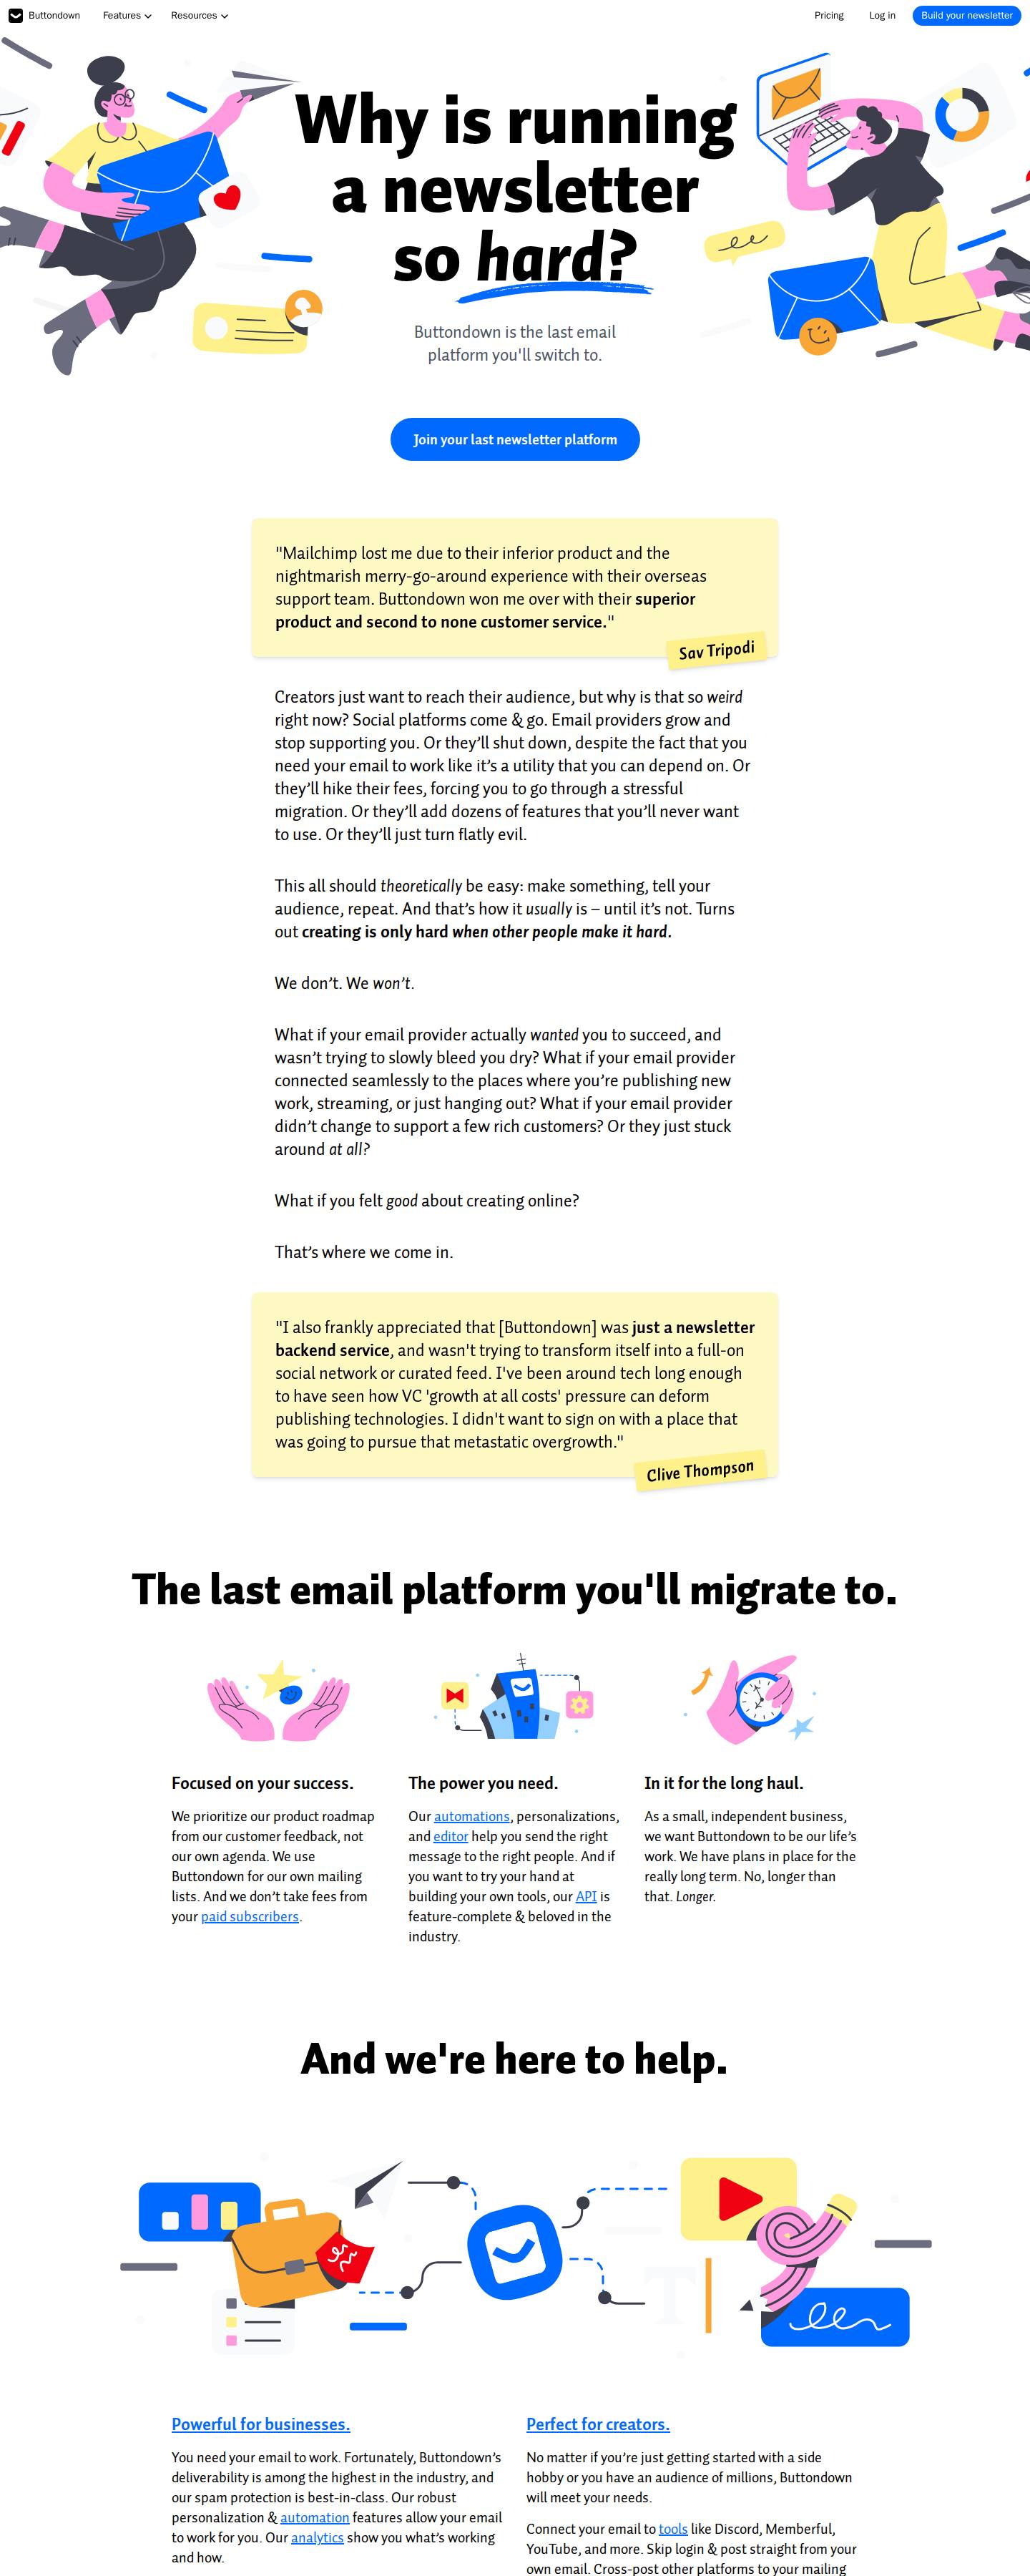 Buttondown
Features
Resources
Pricing
Log in
Build your newsletter
Why is running
a newsletter
so hard?
Buttondown is the last email
platform you'll switch to.
Join your last newsletter platform
"Mailchimp lost me due to their inferior product and the
nightmarish merry-go-around experience with their overseas
support team. Buttondown won me over with their superior
product and second to none customer service."
Sav Tripodi
Creators just want to reach their audience, but why is that so weird
right now? Social platforms come & go. Email providers grow and
stop supporting you. Or they’ll shut down, despite the fact that you
need your email to work like it’s a utility that you can depend on. Or
they’ll hike their fees, forcing you to go through a stressful
migration. Or they’ll add dozens of features that you’ll never want
to use. Or they’ll just turn flatly evil.
This all should theoretically be easy: make something, tell your
audience, repeat. And that’s how it usually is – until it’s not. Turns
out creating is only hard when other people make it hard.
We don’t. We won’t.
What if your email provider actually wanted you to succeed, and
wasn’t trying to slowly bleed you dry? What if your email provider
connected seamlessly to the places where you’re publishing new
work, streaming, or just hanging out? What if your email provider
didn’t change to support a few rich customers? Or they just stuck
around at all?
What if you felt good about creating online?
That’s where we come in.
"I also frankly appreciated that [Buttondown] was just a newsletter
backend service, and wasn't trying to transform itself into a full-on
social network or curated feed. I've been around tech long enough
to have seen how VC 'growth at all costs' pressure can deform
publishing technologies. I didn't want to sign on with a place that
was going to pursue that metastatic overgrowth."
Clive Thompson
The last email platform you'll migrate to.
Focused on your success.
We prioritize our product roadmap
from our customer feedback, not
our own agenda. We use
Buttondown for our own mailing
lists. And we don’t take fees from
your paid subscribers.
The power you need.
Our automations, personalizations,
and editor help you send the right
message to the right people. And if
you want to try your hand at
building your own tools, our API is
feature-complete & beloved in the
industry.
In it for the long haul.
As a small, independent business,
we want Buttondown to be our life’s
work. We have plans in place for the
really long term. No, longer than
that. Longer.
And we're here to help.
T
Powerful for businesses.
You need your email to work. Fortunately, Buttondown’s
deliverability is among the highest in the industry, and
our spam protection is best-in-class. Our robust
personalization & automation features allow your email
to work for you. Our analytics show you what’s working
and how.
Perfect for creators.
No matter if you’re just getting started with a side
hobby or you have an audience of millions, Buttondown
will meet your needs.
Connect your email to tools like Discord, Memberful,
YouTube, and more. Skip login & post straight from your
own email. Cross-post other platforms to your mailing